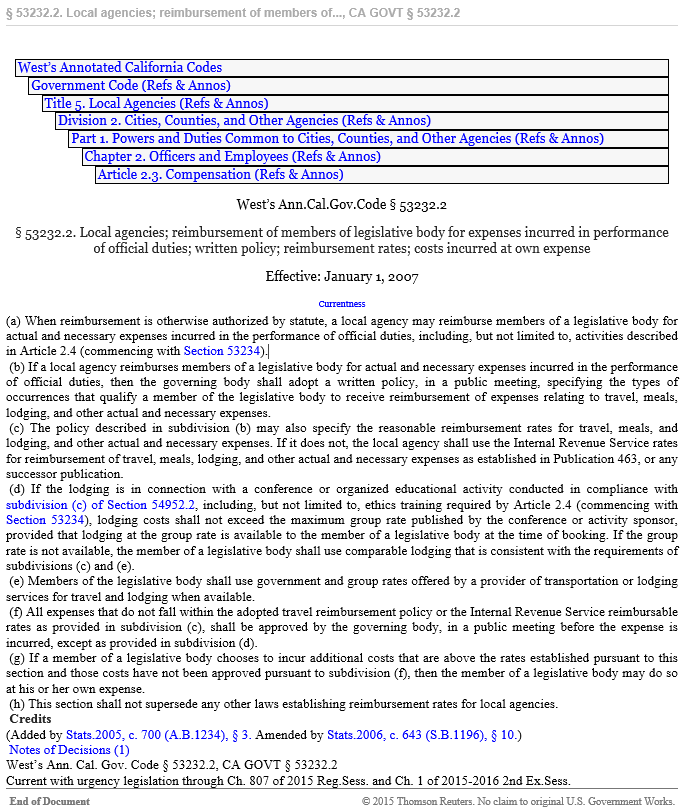 § 53232.2. Local agencies; reimbursement of members of..., CA GOVT § 53232.2
West's Annotated California Codes
Government Code (Refs & Annos)
Title 5. Local Agencies (Refs & Annos)
Division 2. Cities, Counties, and Other Agencies (Refs & Annos)
Part 1. Powers and Duties Common to Cities, Counties, and Other Agencies (Refs & Annos)
Chapter 2. Officers and Employees (Refs & Annos)
Article 2.3. Compensation (Refs & Annos)
West's Ann.Cal.Gov.Code § 53232.2
§ 53232.2. Local agencies; reimbursement of members of legislative body for expenses incurred in performance
of official duties; written policy; reimbursement rates; costs incurred at own expense
Effective: January 1, 2007
Currentness
(a) When reimbursement is otherwise authorized by statute, a local agency may reimburse members of a legislative body for
actual and necessary expenses incurred in the performance of official duties, including, but not limited to, activities described
in Article 2.4 (commencing with Section 53234).
(b) If a local agency reimburses members of a legislative body for actual and necessary expenses incurred in the performance
of official duties, then the governing body shall adopt a written policy, in a public meeting, specifying the types of
occurrences that qualify a member of the legislative body to receive reimbursement of expenses relating to travel, meals,
lodging, and other actual and necessary expenses.
(c) The policy described in subdivision (b) may also specify the reasonable reimbursement rates for travel, meals, and
lodging, and other actual and necessary expenses. If it does not, the local agency shall use the Internal Revenue Service rates
for reimbursement of travel, meals, lodging, and other actual and necessary expenses as established in Publication 463, or any
successor publication.
(d) If the lodging is in connection with a conference or organized educational activity conducted in compliance with
subdivision (c) of Section 54952.2, including, but not limited to, ethics training required by Article 2.4 (commencing with
Section 53234), lodging costs shall not exceed the maximum group rate published by the conference or activity sponsor,
provided that lodging at the group rate is available to the member of a legislative body at the time of booking. If the group
rate is not available, the member of a legislative body shall use comparable lodging that is consistent with the requirements of
subdivisions (c) and (e).
(e) Members of the legislative body shall use government and group rates offered by a provider of transportation or lodging
services for travel and lodging when available.
(f) All expenses that do not fall within the adopted travel reimbursement policy or the Internal Revenue Service reimbursable
rates as provided in subdivision (c), shall be approved by the governing body, in a public meeting before the expense is
incurred, except as provided in subdivision (d).
(g) If a member of a legislative body chooses to incur additional costs that are above the rates established pursuant to this
section and those costs have not been approved pursuant to subdivision (f), then the member of a legislative body may do so
at his or her own expense.
(h) This section shall not supersede any other laws establishing reimbursement rates for local agencies.
Credits
(Added by Stats.2005, c. 700 (A.B.1234), § 3. Amended by Stats.2006, c. 643 (S.B.1196), § 10.)
Notes of Decisions (1)
West's Ann. Cal. Gov. Code § 53232.2, CA GOVT § 53232.2
Current with urgency legislation through Ch. 807 of 2015 Reg.Sess. and Ch. 1 of 2015-2016 2nd Ex.Sess.
End of Document © 2015 Thomson Reuters. No claim to original U.S. Government Works.